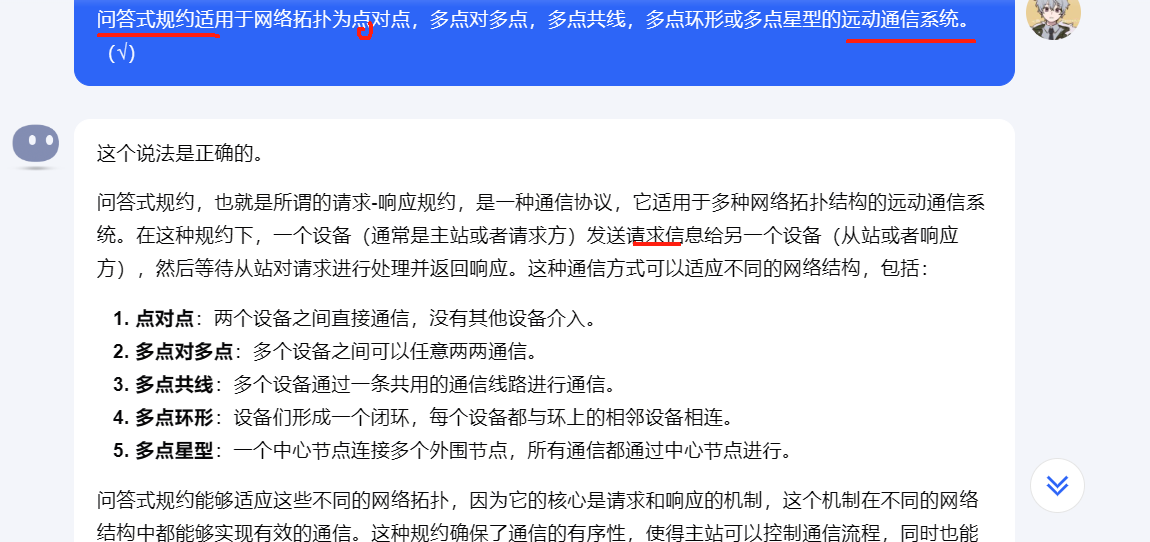 问答式规约适用于网络拓扑为点对点，多点对多点，多点共线，多点环形或多点星型的远动通信系统。
（√）
这个说法是正确的。
问答式规约，也就是所谓的请求-响应规约，是一种通信协议，它适用于多种网络拓扑结构的远动通信系
统。在这种规约下，一个设备（通常是主站或者请求方）发送请求信息给另一个设备（从站或者响应
方），然后等待从站对请求进行处理并返回响应。这种通信方式可以适应不同的网络结构，包括：
1. 点对点：两个设备之间直接通信，没有其他设备介入。
2. 多点对多点：多个设备之间可以任意两两通信。
3. 多点共线：多个设备通过一条共用的通信线路进行通信。
4. 多点环形：设备们形成一个闭环，每个设备都与环上的相邻设备相连。
5. 多点星型：一个中心节点连接多个外围节点，所有通信都通过中心节点进行。
问答式规约能够适应这些不同的网络拓扑，因为它的核心是请求和响应的机制，这个机制在不同的网络
结构中都能够实现有效的通信。这种规约确保了通信的有序性，使得主站可以控制通信流程，同时也能